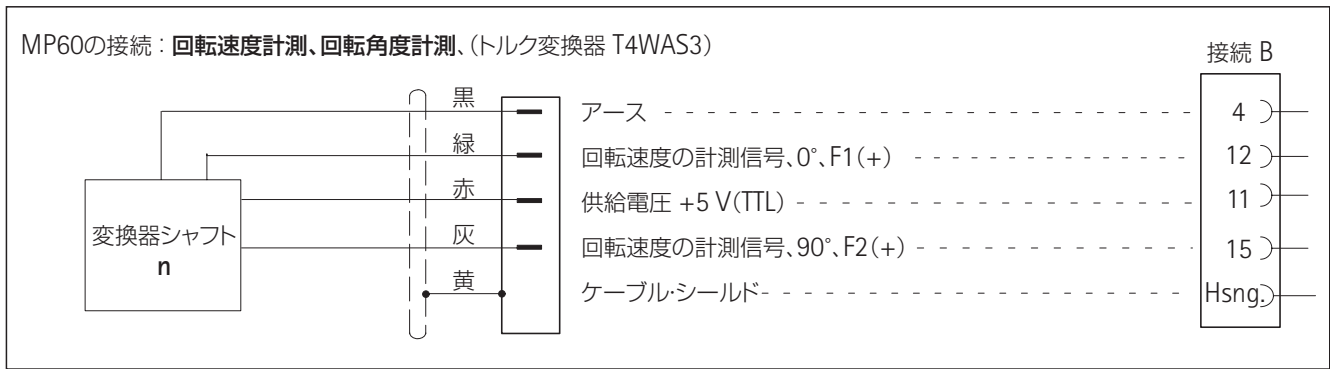 MP60の接続：回転速度計測、回転角度計測、（トルク変換器 T4WAS3）
接続 B
黒 アース 4
緑 回転速度の計測信号、0°、F1(+) 12
赤 供給電圧 +5 V(TTL) 11
変換器シャフト
n
灰 回転速度の計測信号、90°、F2(+) 15
黄 ケーブル・シールド Hsng.